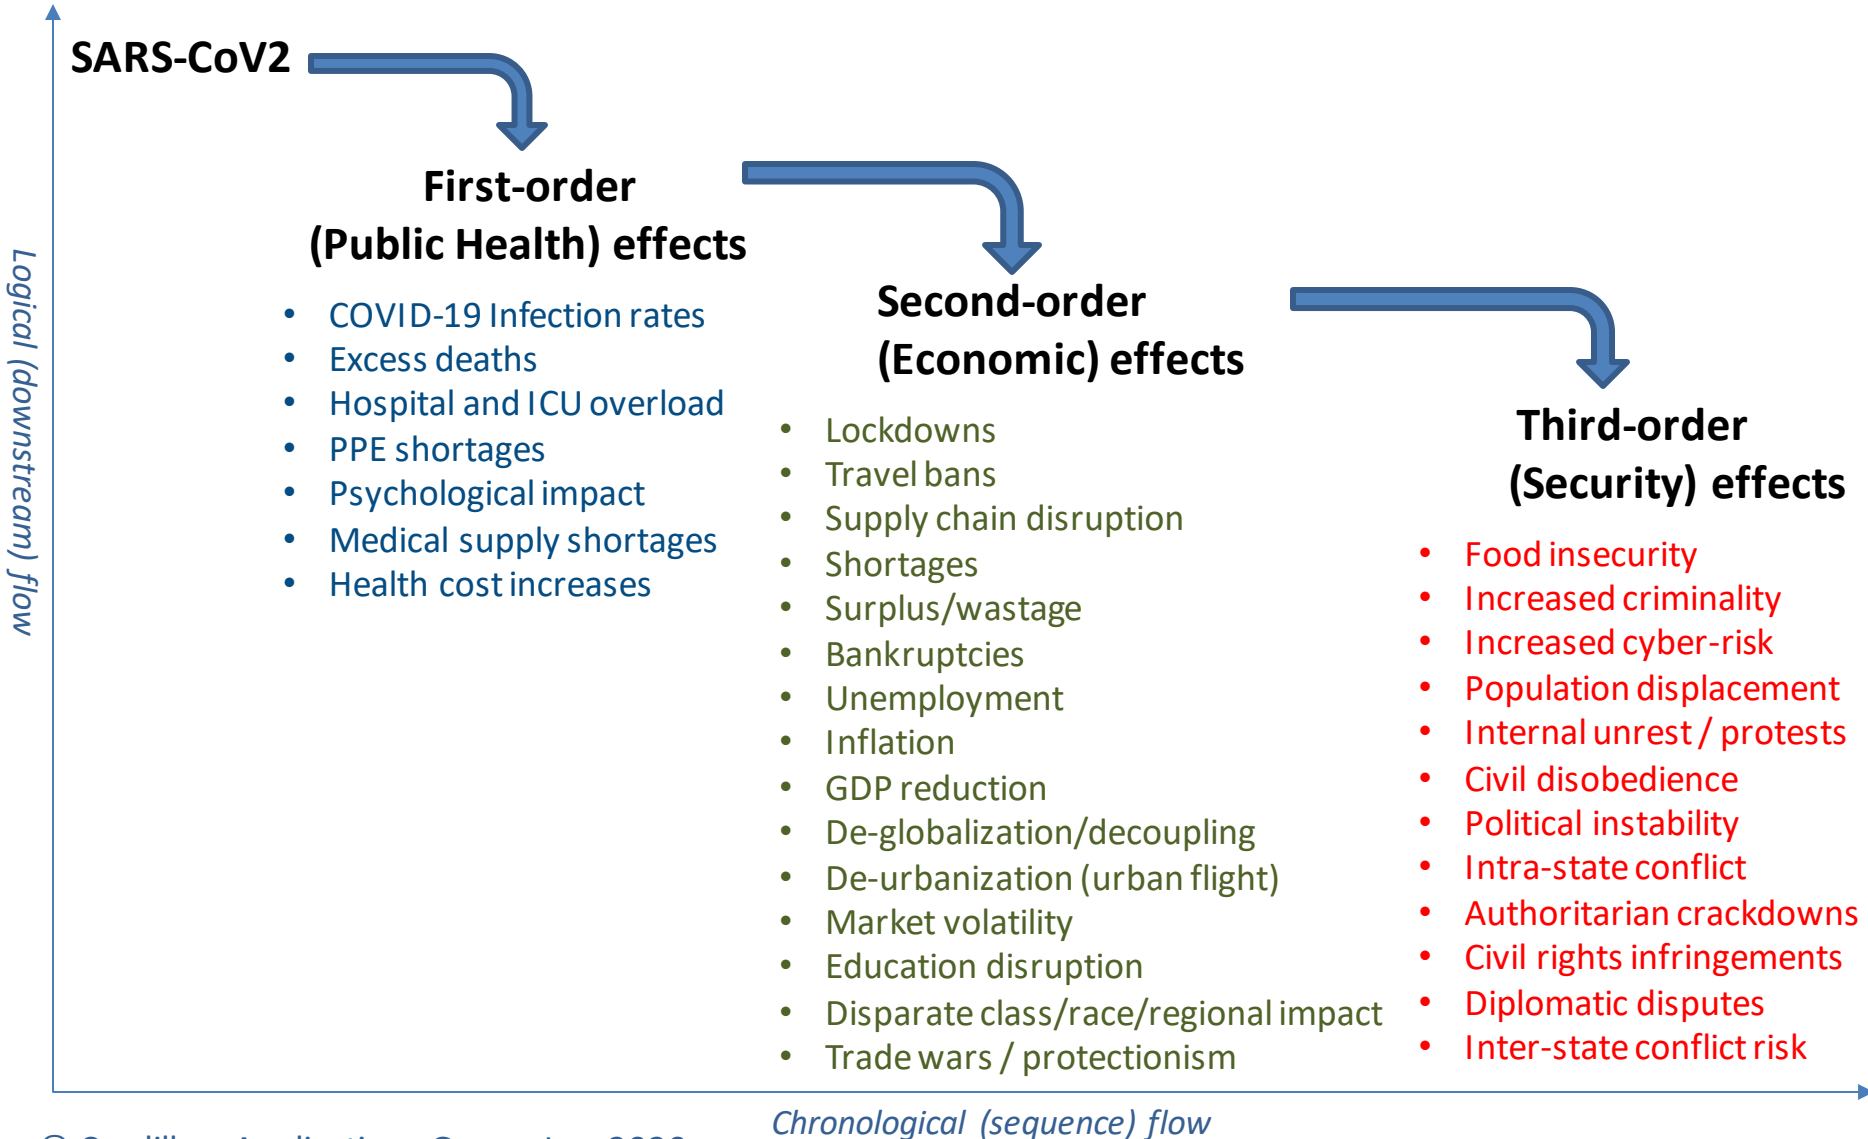 SARS-CoV2
First-order
(Public Health) effects
• COVID-19 Infection rates
• Excess deaths
• Hospital and ICU overload
• PPE shortages
• Psychological impact
• Medical supply shortages
• Health cost increases
Second-order
(Economic) effects
• Lockdowns
• Travel bans
• Supply chain disruption
• Shortages
• Surplus/wastage
• Bankruptcies
• Unemployment
• Inflation
• GDP reduction
• De-globalization/decoupling
• De-urbanization (urban flight)
• Market volatility
• Education disruption
• Disparate class/race/regional impact
• Trade wars / protectionism
Third-order
(Security) effects
• Food insecurity
• Increased criminality
• Increased cyber-risk
• Population displacement
• Internal unrest / protests
• Civil disobedience
• Political instability
• Intra-state conflict
• Authoritarian crackdowns
• Civil rights infringements
• Diplomatic disputes
• Inter-state conflict risk
Logical (downstream) flow
Chronological (sequence) flow